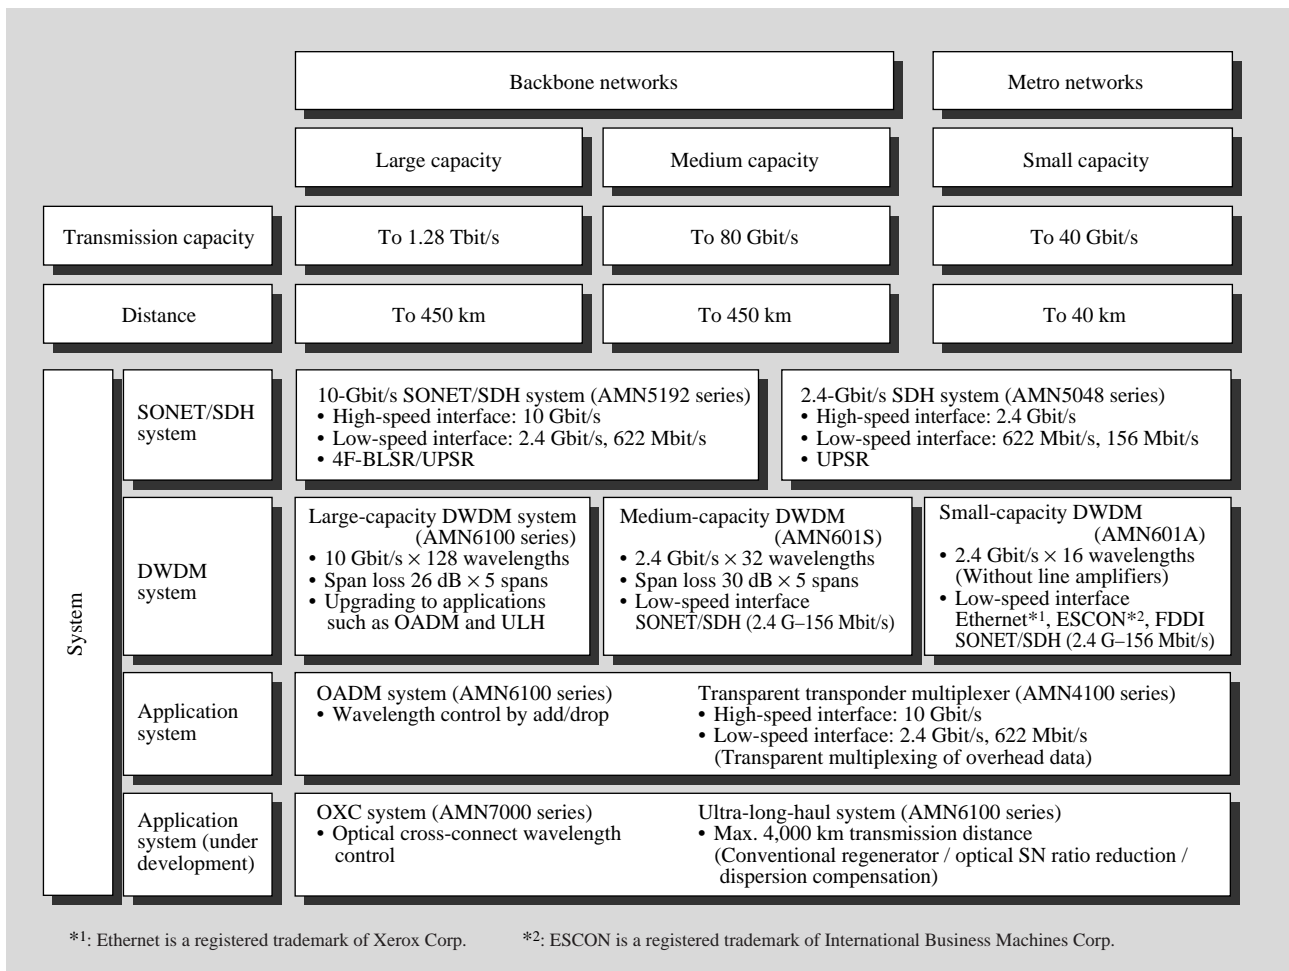 Backbone networks
Metro networks
Large capacity
Medium capacity
Small capacity
Transmission capacity
To 1.28 Tbit/s
To 80 Gbit/s
To 40 Gbit/s
Distance
To 450 km
To 450 km
To 40 km
System
SONET/SDH
system
10-Gbit/s SONET/SDH system (AMN5192 series)
• High-speed interface: 10 Gbit/s
• Low-speed interface: 2.4 Gbit/s, 622 Mbit/s
• 4F-BLSR/UPSR
2.4-Gbit/s SDH system (AMN5048 series)
• High-speed interface: 2.4 Gbit/s
• Low-speed interface: 622 Mbit/s, 156 Mbit/s
• UPSR
DWDM
system
Large-capacity DWDM system
(AMN6100 series)
• 10 Gbit/s × 128 wavelengths
• Span loss 26 dB × 5 spans
• Upgrading to applications
such as OADM and ULH
Medium-capacity DWDM
(AMN601S)
• 2.4 Gbit/s × 32 wavelengths
• Span loss 30 dB × 5 spans
• Low-speed interface
SONET/SDH (2.4 G–156 Mbit/s)
Small-capacity DWDM
(AMN601A)
• 2.4 Gbit/s × 16 wavelengths
(Without line amplifiers)
• Low-speed interface
Ethernet*1, ESCON*2, FDDI
SONET/SDH (2.4 G–156 Mbit/s)
Application
system
OADM system (AMN6100 series)
• Wavelength control by add/drop
Transparent transponder multiplexer (AMN4100 series)
• High-speed interface: 10 Gbit/s
• Low-speed interface: 2.4 Gbit/s, 622 Mbit/s
(Transparent multiplexing of overhead data)
Application
system (under
development)
OXC system (AMN7000 series)
• Optical cross-connect wavelength
control
Ultra-long-haul system (AMN6100 series)
• Max. 4,000 km transmission distance
(Conventional regenerator / optical SN ratio reduction /
dispersion compensation)
*1: Ethernet is a registered trademark of Xerox Corp.
*2: ESCON is a registered trademark of International Business Machines Corp.